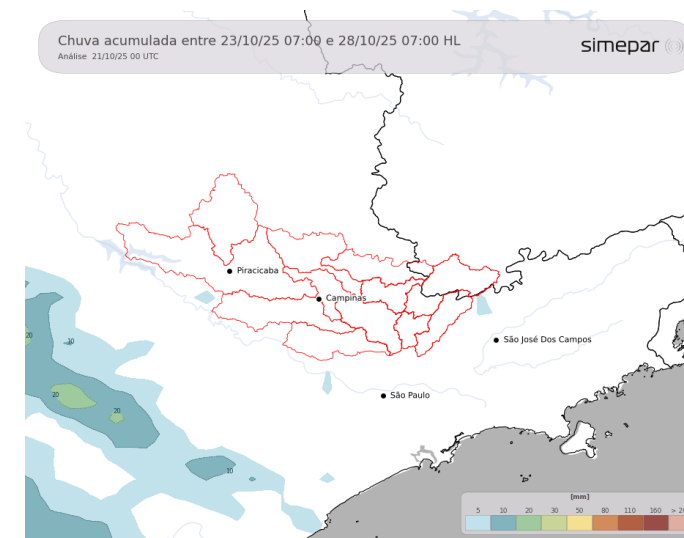 Chuva acumulada entre 23/10/25 07:00 e 28/10/25 07:00 HL
simepar
Análise 21/10/25 00 UTC
Piracicaba
Campinas
20
10
São José Dos Campos
20
20
São Paulo
10
[mm]
5 10 20 30 50 80 110 160